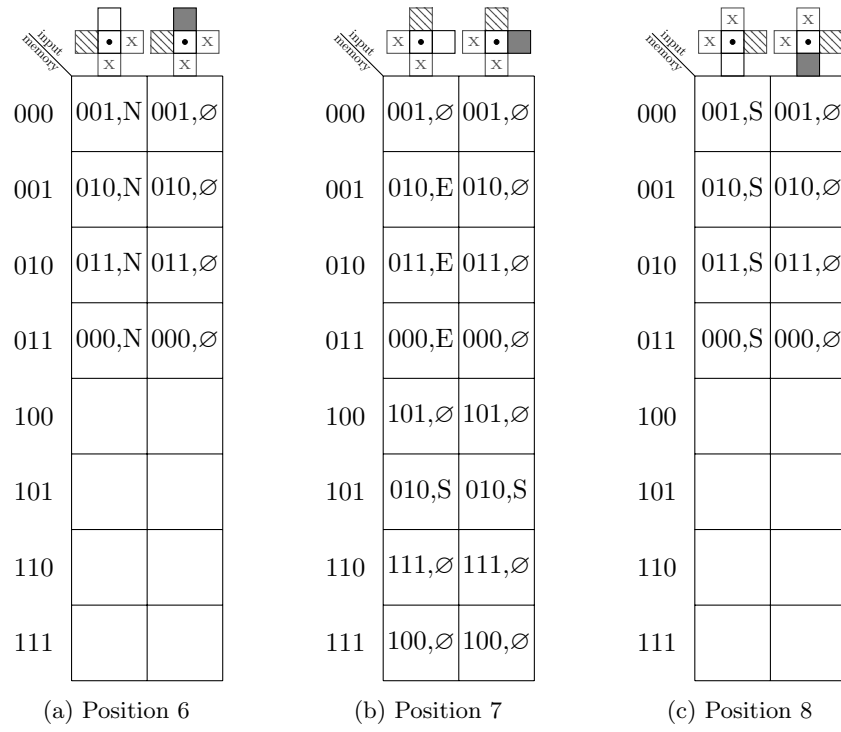 input memory x x x x input memory x x x x input memory x x x x
000 001,N 001,∅ 000 001,∅ 001,∅ 000 001,S 001,∅
001 010,N 010,∅ 001 010,E 010,∅ 001 010,S 010,∅
010 011,N 011,∅ 010 011,E 011,∅ 010 011,S 011,∅
011 000,N 000,∅ 011 000,E 000,∅ 011 000,S 000,∅
100 100 101,∅ 101,∅ 100
101 101 010,S 010,S 101
110 110 111,∅ 111,∅ 110
111 111 100,∅ 100,∅ 111
(a) Position 6 (b) Position 7 (c) Position 8